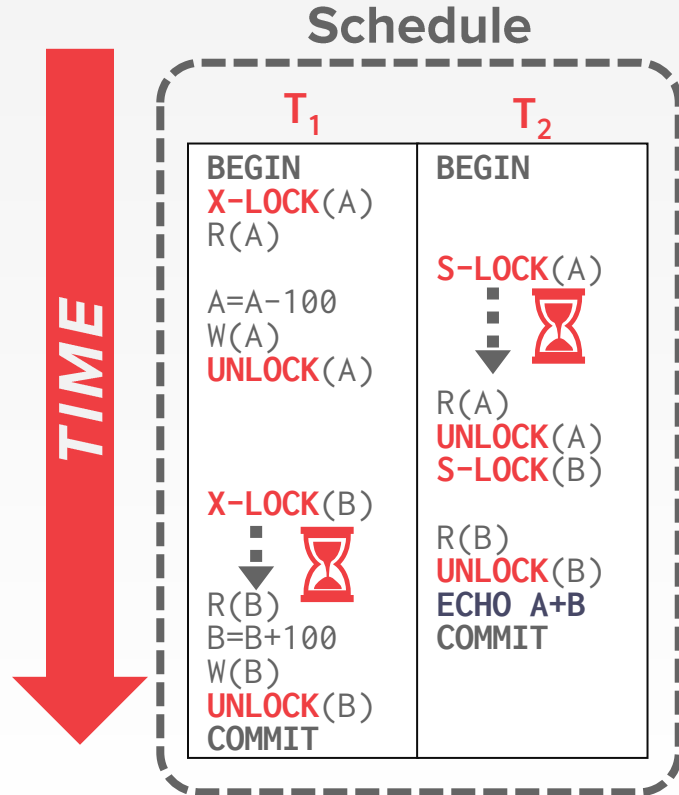 Schedule
TIME
T1
BEGIN
X-LOCK(A)
R(A)
A=A-100
W(A)
UNLOCK(A)
X-LOCK(B)
R(B)
B=B+100
W(B)
UNLOCK(B)
COMMIT
T2
BEGIN
S-LOCK(A)
R(A)
UNLOCK(A)
S-LOCK(B)
R(B)
UNLOCK(B)
ECHO A+B
COMMIT